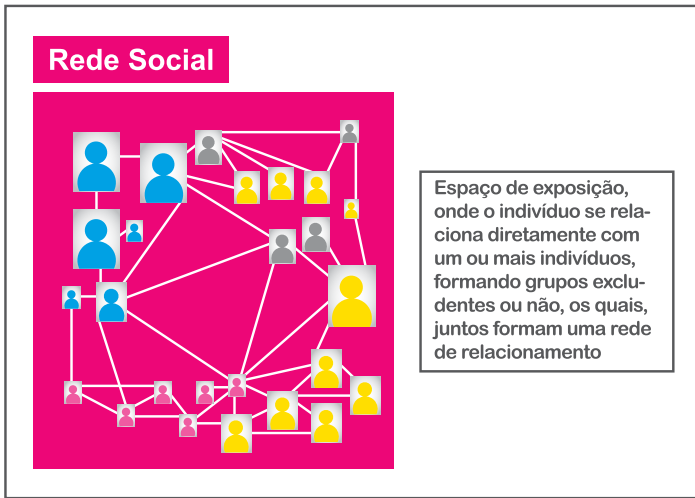 Rede Social
Espaço de exposição,
onde o indivíduo se rela-
ciona diretamente com
um ou mais indivíduos,
formando grupos exclu-
dentes ou não, os quais,
juntos formam uma rede
de relacionamento